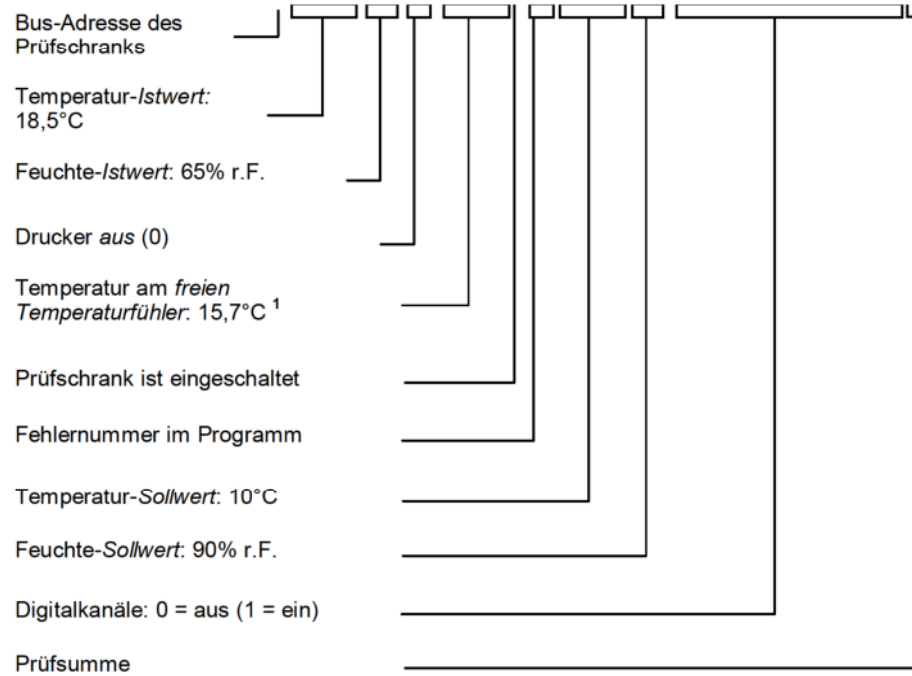 Bus-Adresse des
Prüfschranks
Temperatur-Istwert:
18,5°C
Feuchte-Istwert: 65% r.F.
Drucker aus (0)
Temperatur am freien
Temperaturfühler: 15,7°C ¹
Prüfschrank ist eingeschaltet
Fehlernummer im Programm
Temperatur-Sollwert: 10°C
Feuchte-Sollwert: 90% r.F.
Digitalkanäle: 0 = aus (1 = ein)
Prüfsumme